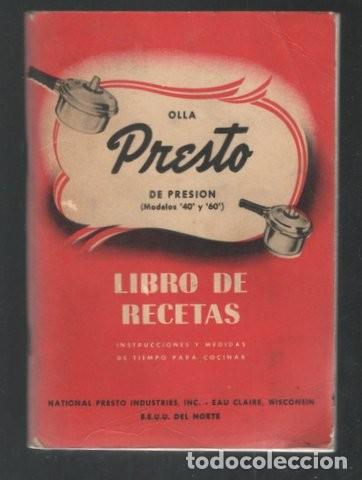 OLLA
Presto
DE PRESION
(Modelos '40' y '60')
LIBRO DE
RECETAS
INSTRUCCIONES Y MEDIDAS
DE TIEMPO PARA COCINAR
NATIONAL PRESTO INDUSTRIES, INC. - EAU CLAIRE, WISCONSIN
E.E.U.U. DEL NORTE
todocoleccion.net